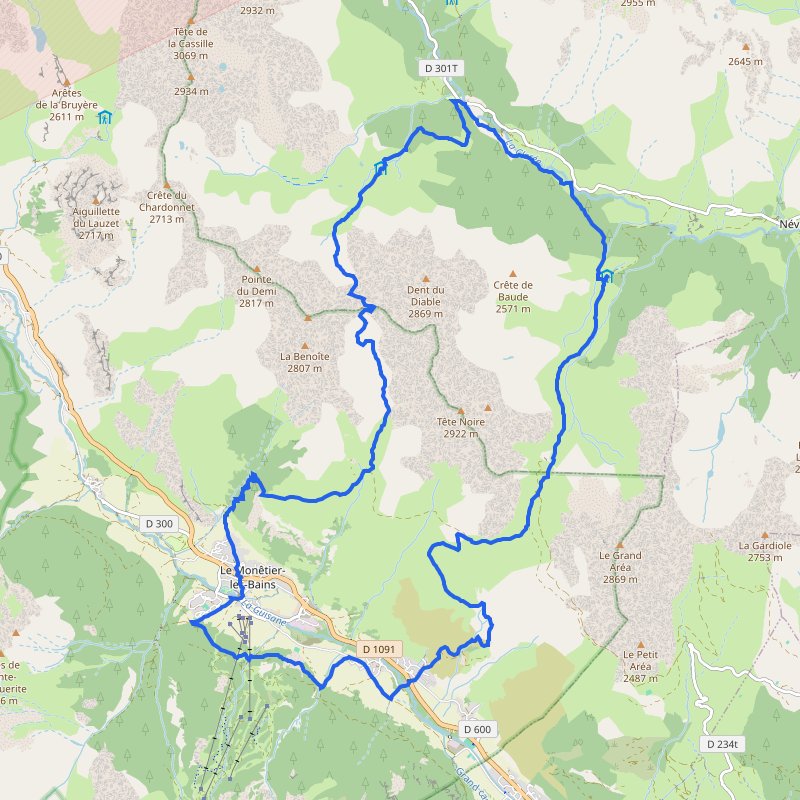 2932 m
2955 m
Tête de
la Cassille
3069 m
2645 m
D 301T
2934 m
Arêtes
de la Bruyère
2611 m
Crête du
Chardonnet
2713 m
Aiguillette
du Lauzet
2717 m
Név
Pointe
du Demi
2817 m
Dent du
Diable
2869 m
Crête de
Baude
2571 m
La Benoîte
2807 m
Tête Noire
2922 m
D 300
La Gardiole
2753 m
Le Grand
Aréa
2869 m
Le Monêtier-
les-Bains
La Guisane
D 1091
Le Petit
Aréa
2487 m
D 600
D 234t